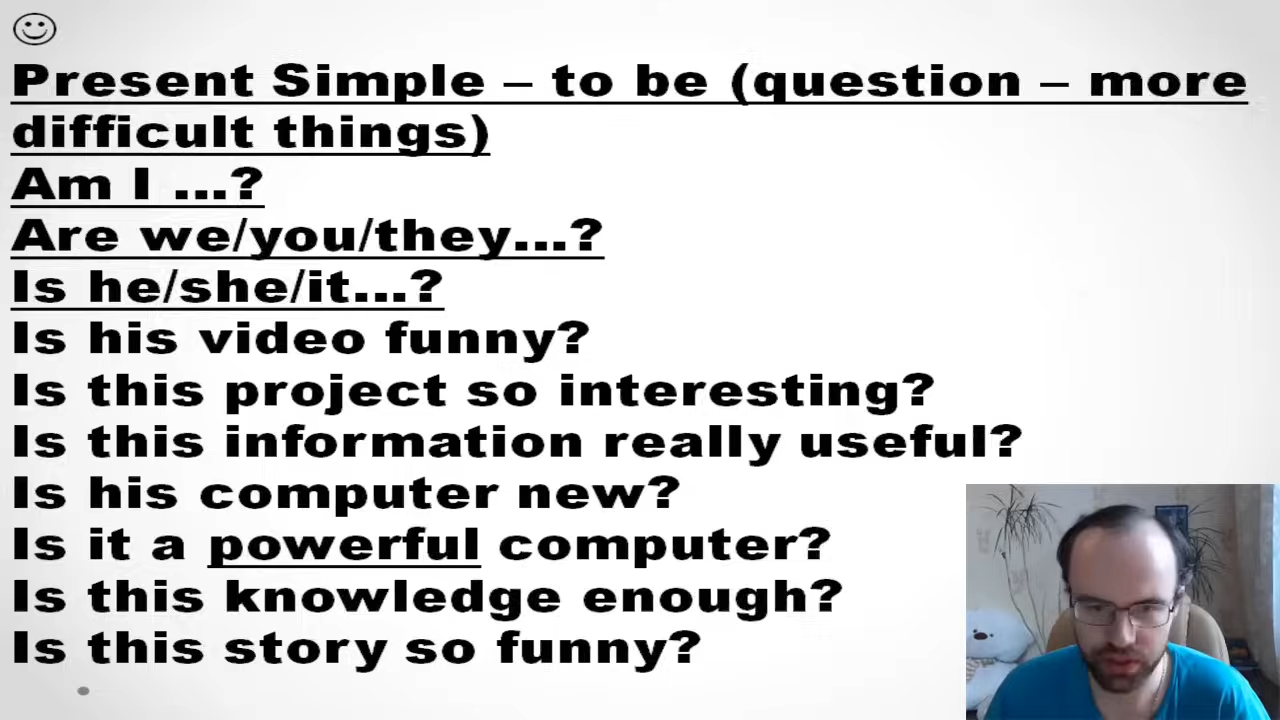 Present Simple – to be (question – more
difficult things)
Am I ...?
Are we/you/they...?
Is he/she/it...?
Is his video funny?
Is this project so interesting?
Is this information really useful?
Is his computer new?
Is it a powerful computer?
Is this knowledge enough?
Is this story so funny?